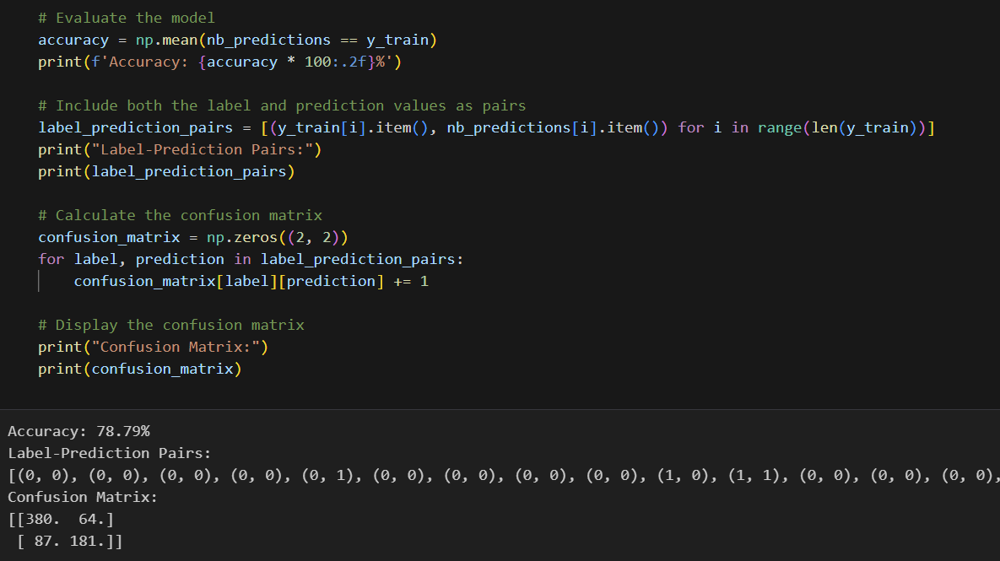 # Evaluate the model
accuracy = np.mean(nb_predictions == y_train)
print(f'Accuracy: {accuracy * 100:.2f}%')
# Include both the label and prediction values as pairs
label_prediction_pairs = [(y_train[i].item(), nb_predictions[i].item()) for i in range(len(y_train))]
print("Label-Prediction Pairs:")
print(label_prediction_pairs)
# Calculate the confusion matrix
confusion_matrix = np.zeros((2, 2))
for label, prediction in label_prediction_pairs:
    confusion_matrix[label][prediction] += 1
# Display the confusion matrix
print("Confusion Matrix:")
print(confusion_matrix)
Accuracy: 78.79%
Label-Prediction Pairs:
[(0, 0), (0, 0), (0, 0), (0, 0), (0, 1), (0, 0), (0, 0), (0, 0), (0, 0), (1, 0), (1, 1), (0, 0), (0, 0), (0, 0),
Confusion Matrix:
[[380.  64.]
 [ 87. 181.]]